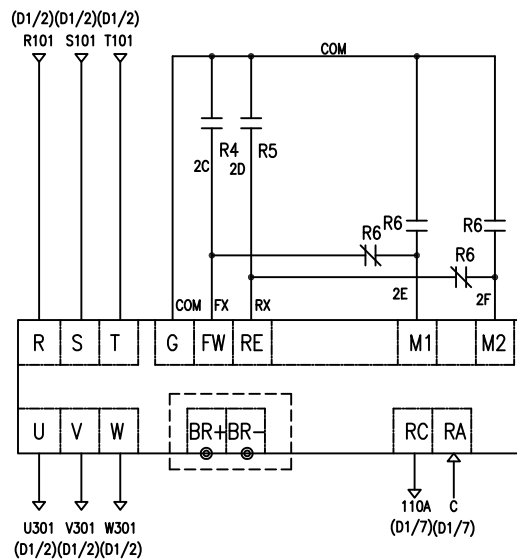 (D1/2)(D1/2)(D1/2)
R101 S101 T101
COM
R4 R5
2C 2D
R6 R6
R6 R6
2E 2F
COM FX RX
R S T G FW RE M1 M2
U V W BR+ BR- RC RA
U301 V301 W301
(D1/2)(D1/2)(D1/2)
110A C
(D1/7)(D1/7)